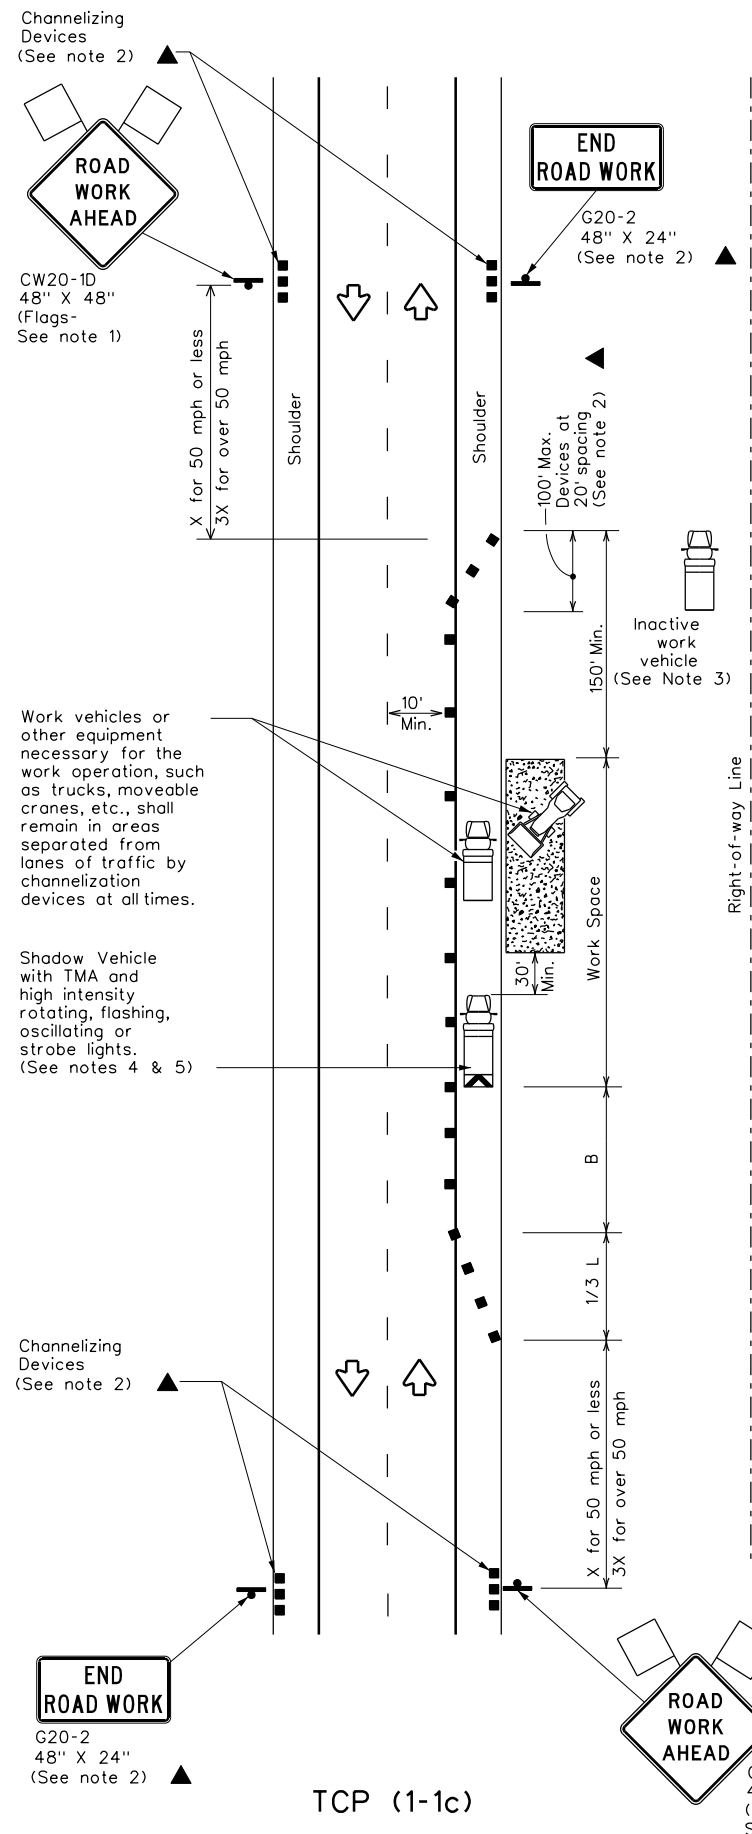 Channelizing
Devices
(See note 2)
ROAD
WORK
AHEAD
CW20-1D
48" X 48"
(Flags-
See note 1)
END
ROAD WORK
G20-2
48" X 24"
(See note 2)
X for 50 mph or less
3X for over 50 mph
Shoulder
Shoulder
100' Max.
Devices at
20' spacing
(See note 2)
Inactive
work
vehicle
(See Note 3)
150' Min.
10'
Min.
Work vehicles or
other equipment
necessary for the
work operation, such
as trucks, moveable
cranes, etc., shall
remain in areas
separated from
lanes of traffic by
channelization
devices at all times.
Right-of-way Line
Work Space
30'
Min.
Shadow Vehicle
with TMA and
high intensity
rotating, flashing,
oscillating or
strobe lights.
(See notes 4 & 5)
B
1/3 L
Channelizing
Devices
(See note 2)
X for 50 mph or less
3X for over 50 mph
END
ROAD WORK
G20-2
48" X 24"
(See note 2)
ROAD
WORK
AHEAD
TCP (1-1c)